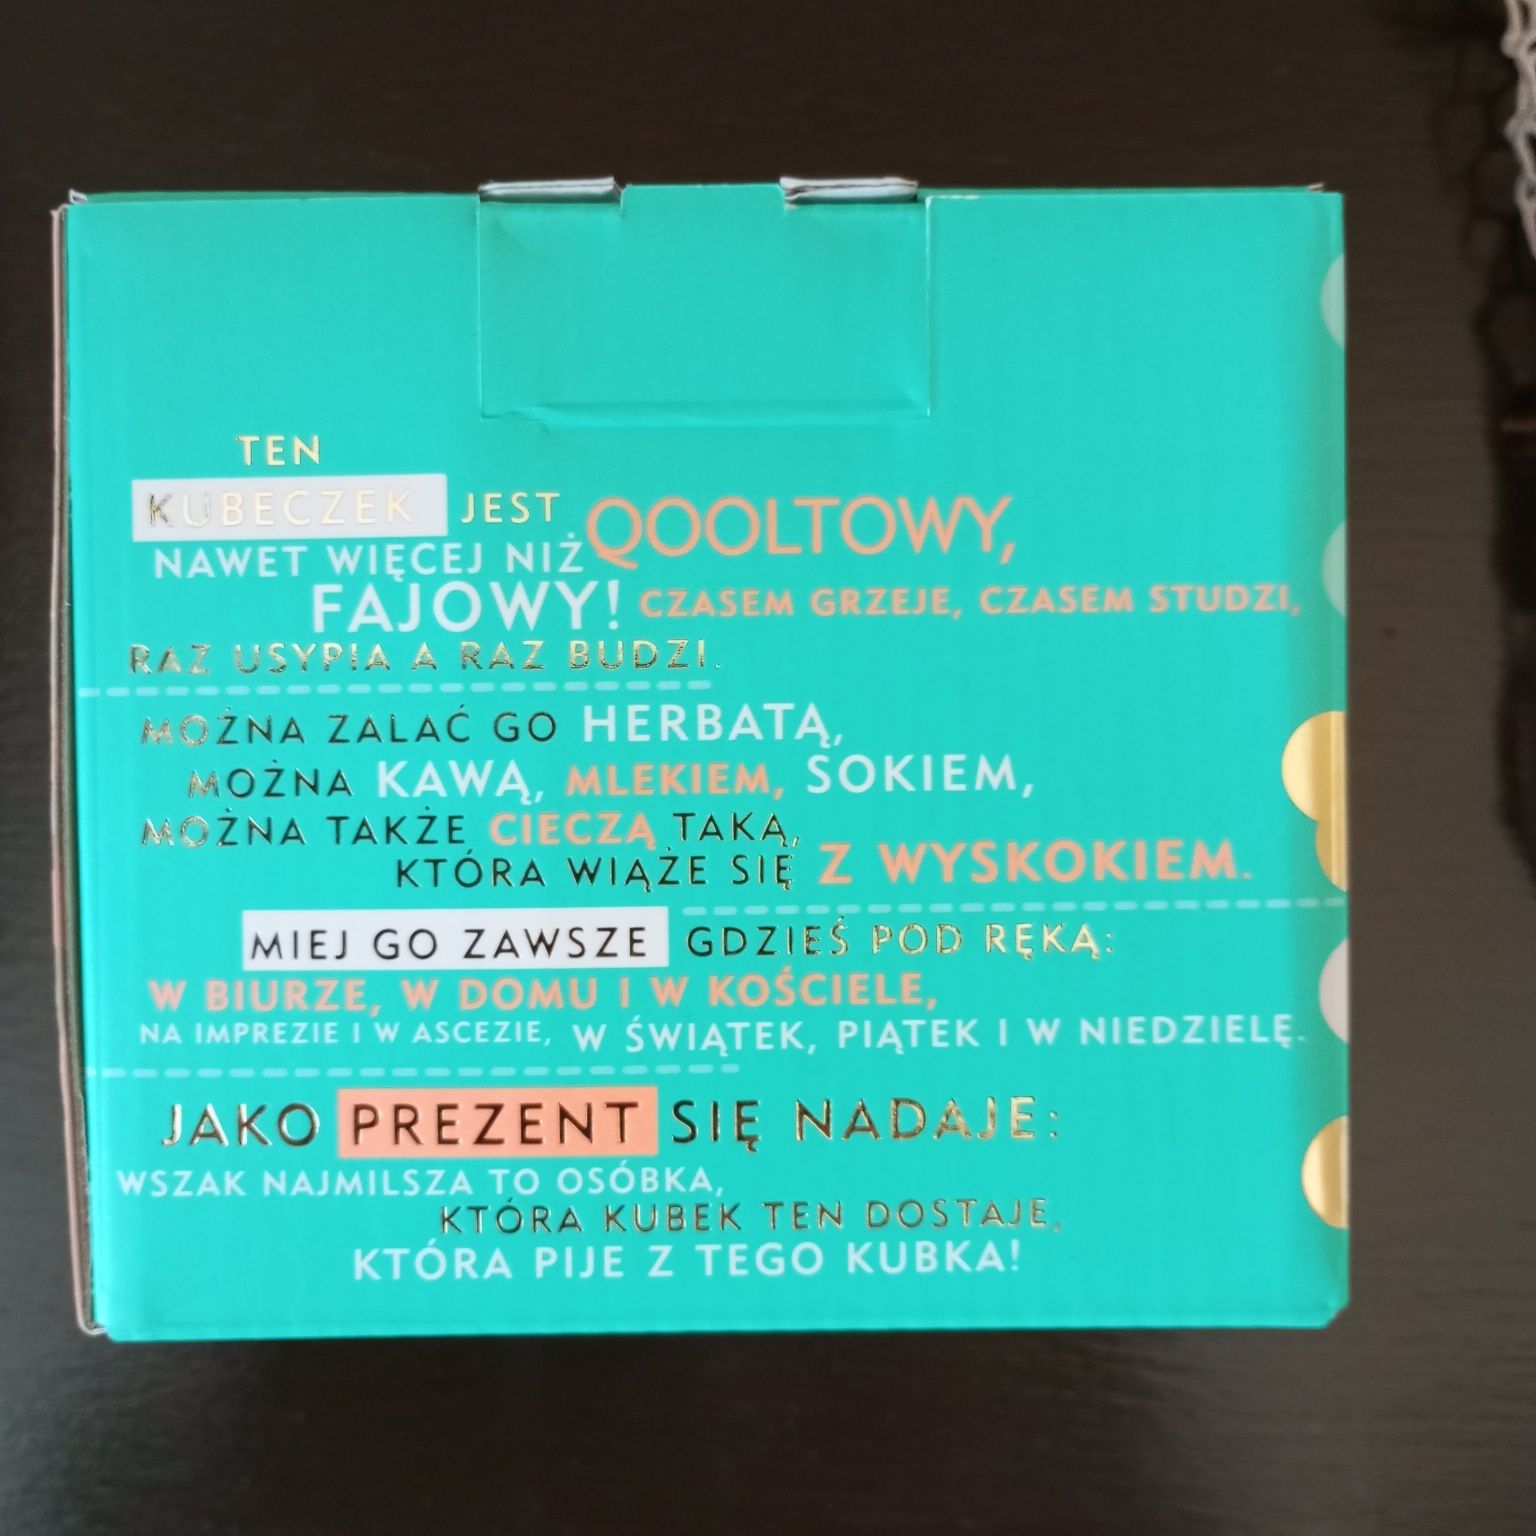 TEN
KUBECZEK JEST QOOLTOWY,
NAWET WIĘCEJ NIŻ
FAJOWY! CZASEM GRZEJE, CZASEM STUDZI,
RAZ USYPIA A RAZ BUDZI.
MOŻNA ZALAĆ GO HERBATĄ,
MOŻNA KAWĄ, MLEKIEM, SOKIEM,
MOŻNA TAKŻE CIECZĄ TAKĄ,
KTÓRA WIĄŻE SIĘ Z WYSKOKIEM.
MIEJ GO ZAWSZE GDZIEŚ POD RĘKĄ:
W BIURZE, W DOMU I W KOŚCIELE,
NA IMPREZIE I W ASCEZIE, W ŚWIĄTEK, PIĄTEK I W NIEDZIELĘ.
JAKO PREZENT SIĘ NADAJE:
WSZAK NAJMILSZA TO OSÓBKA,
KTÓRA KUBEK TEN DOSTAJE,
KTÓRA PIJE Z TEGO KUBKA!